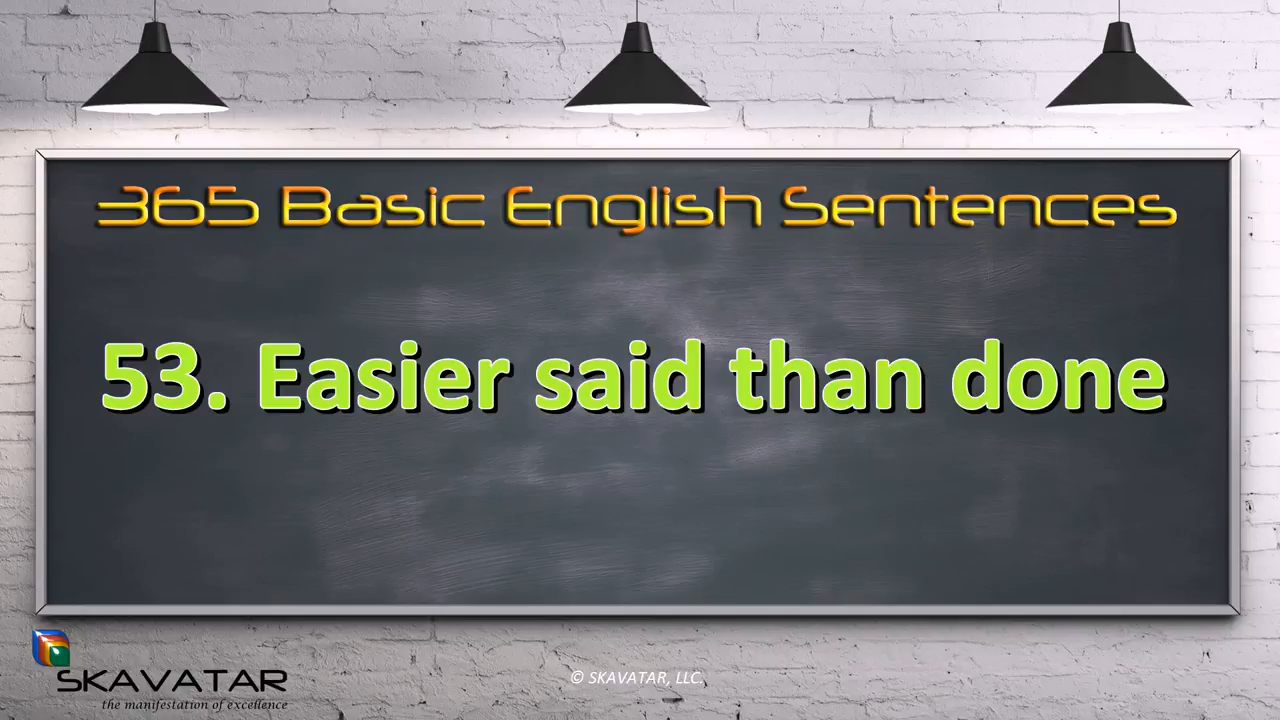 365 Basic English Sentences
53. Easier said than done
SKAVATAR
the manifestation of excellence
© SKAVATAR, LLC.